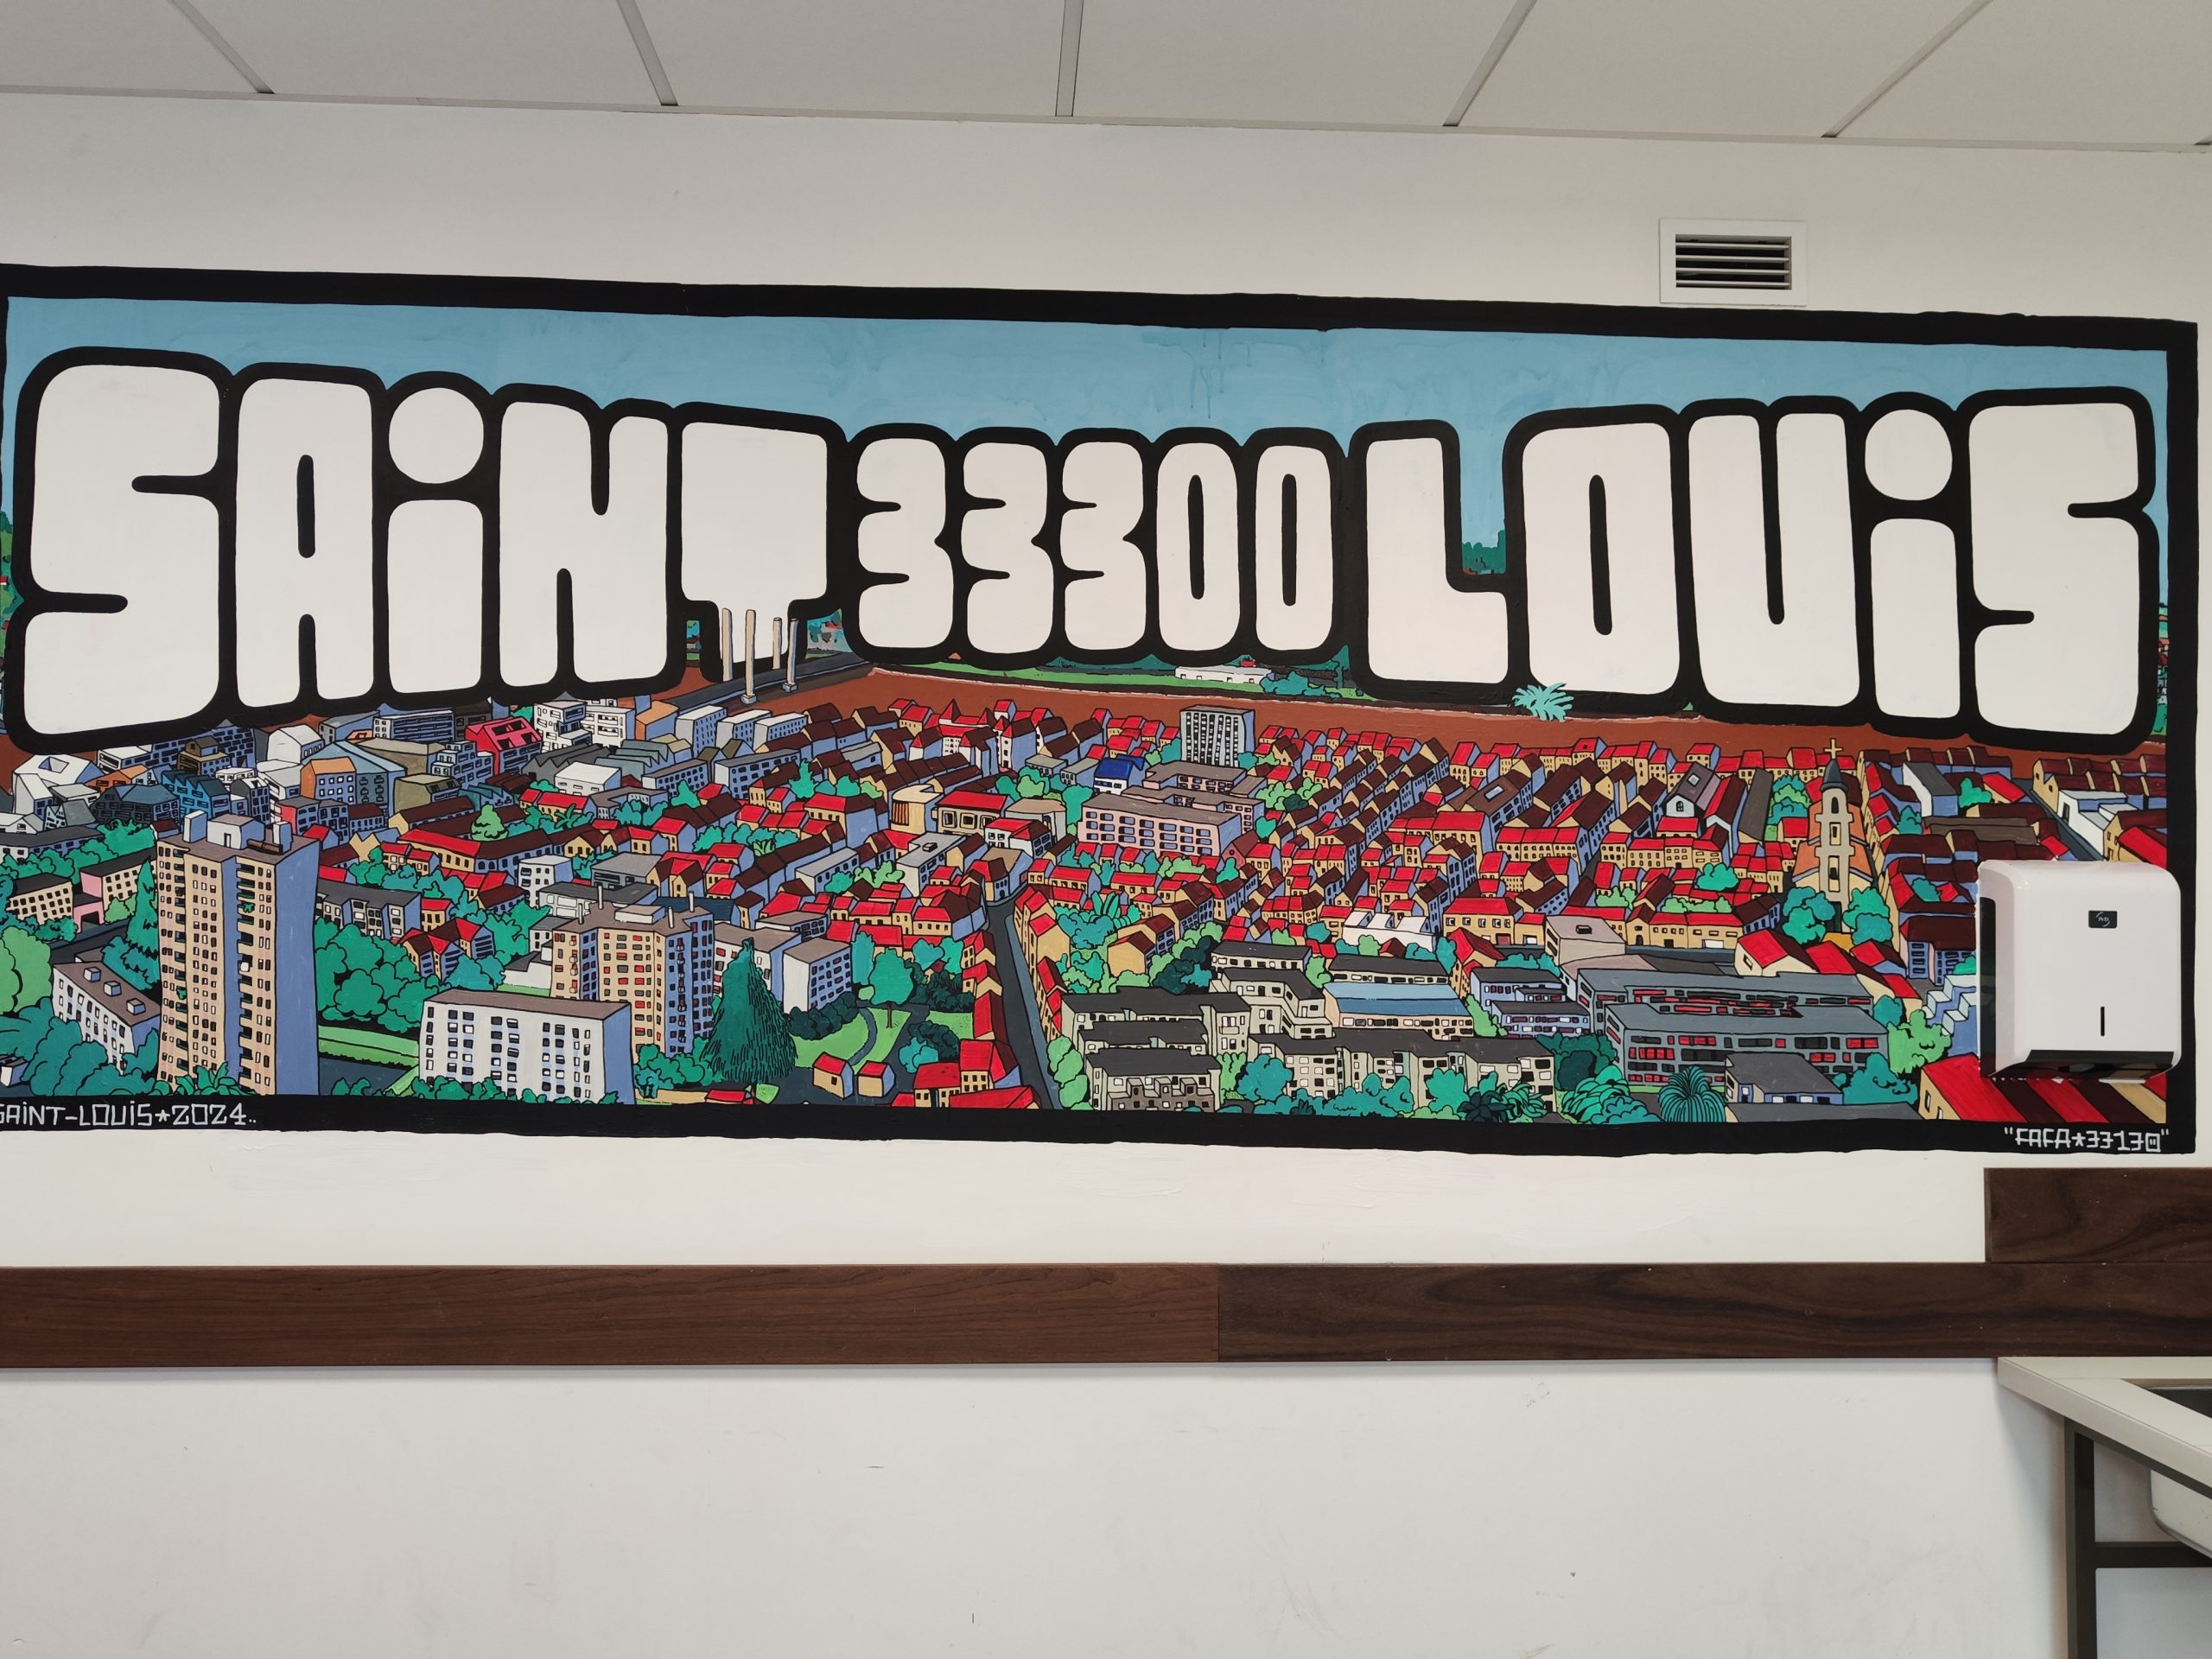 SAiNT 33300 LOUiS
SAiNT-LOUiS*2024..
"FAFA*33130"